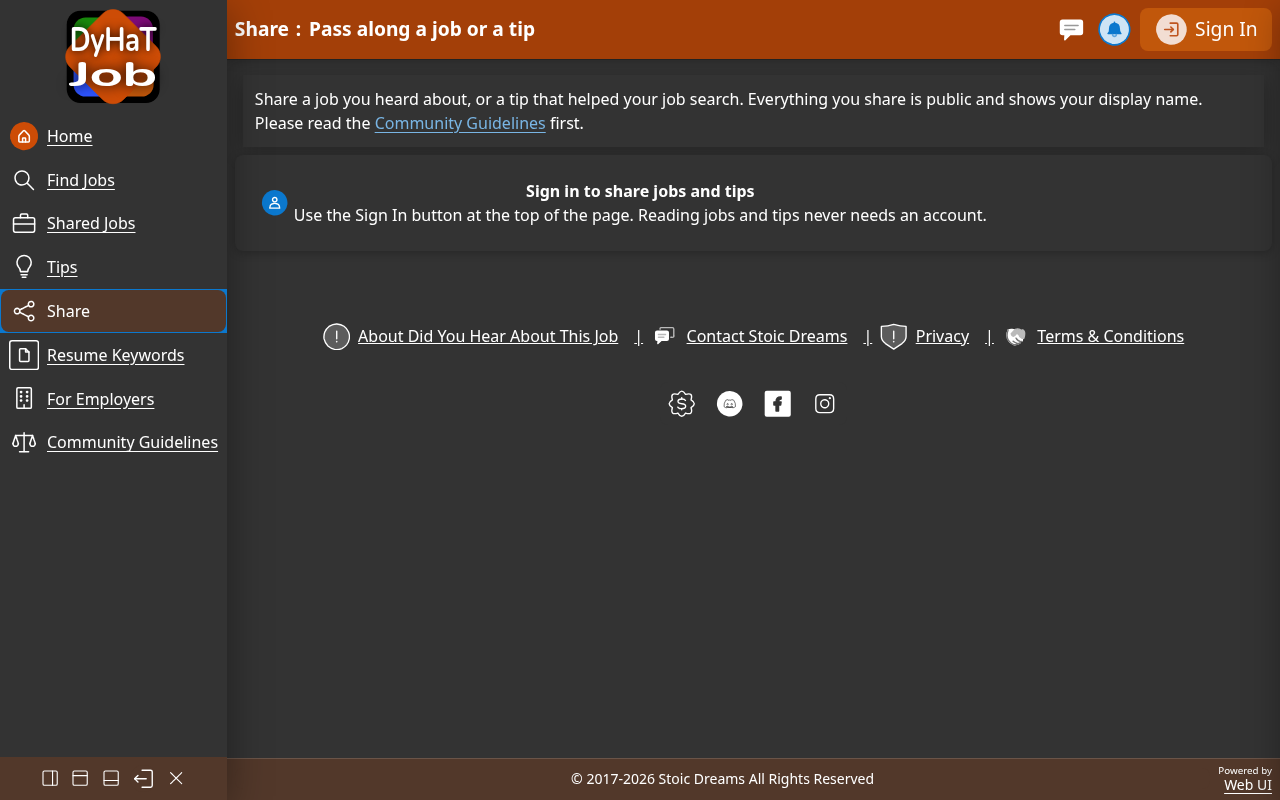 DyHaT
Job
Home
Find Jobs
Shared Jobs
Tips
Share
Resume Keywords
For Employers
Community Guidelines
Share : Pass along a job or a tip
Sign In
Share a job you heard about, or a tip that helped your job search. Everything you share is public and shows your display name.
Please read the Community Guidelines first.
Sign in to share jobs and tips
Use the Sign In button at the top of the page. Reading jobs and tips never needs an account.
About Did You Hear About This Job | Contact Stoic Dreams | Privacy | Terms & Conditions
© 2017-2026 Stoic Dreams All Rights Reserved
Powered by
Web UI